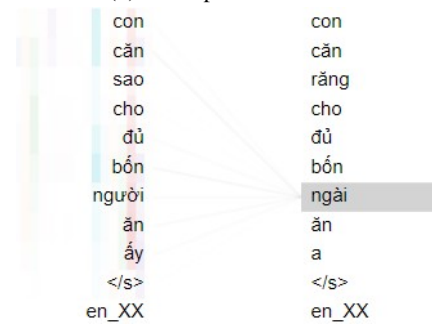 con con
căn căn
sao răng
cho cho
đủ đủ
bốn bốn
người ngài
ăn ăn
ấy a
</s> </s>
en_XX en_XX